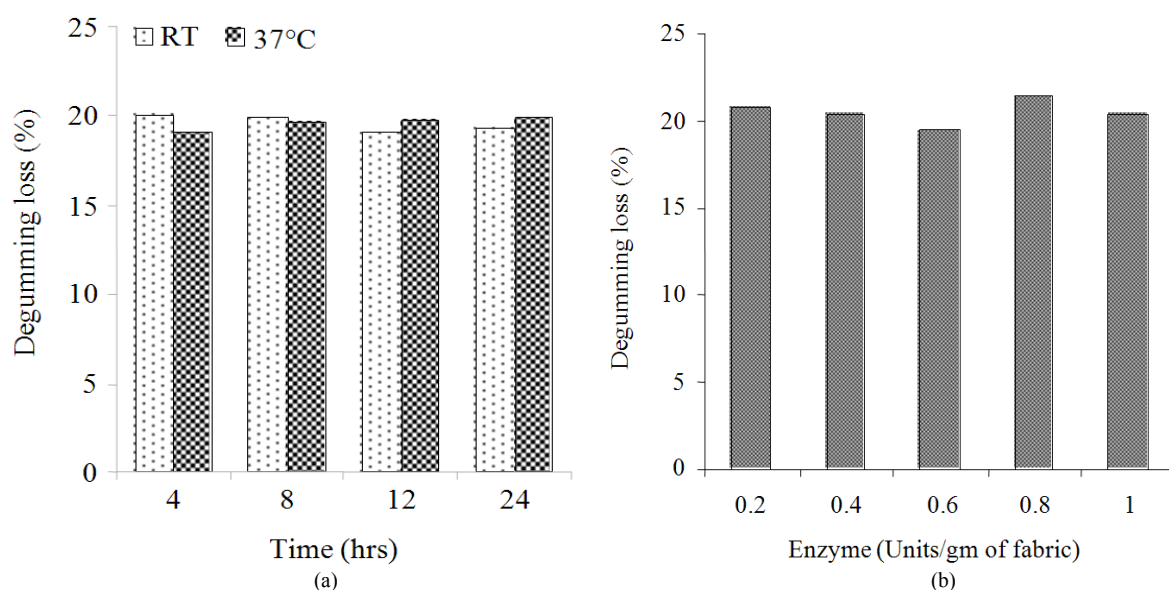 25
20
15
10
5
0
RT 37°C
Degumming loss (%)
4 8 12 24
Time (hrs)
(a)
25
20
15
10
5
0
Degumming loss (%)
0.2 0.4 0.6 0.8 1
Enzyme (Units/gm of fabric)
(b)